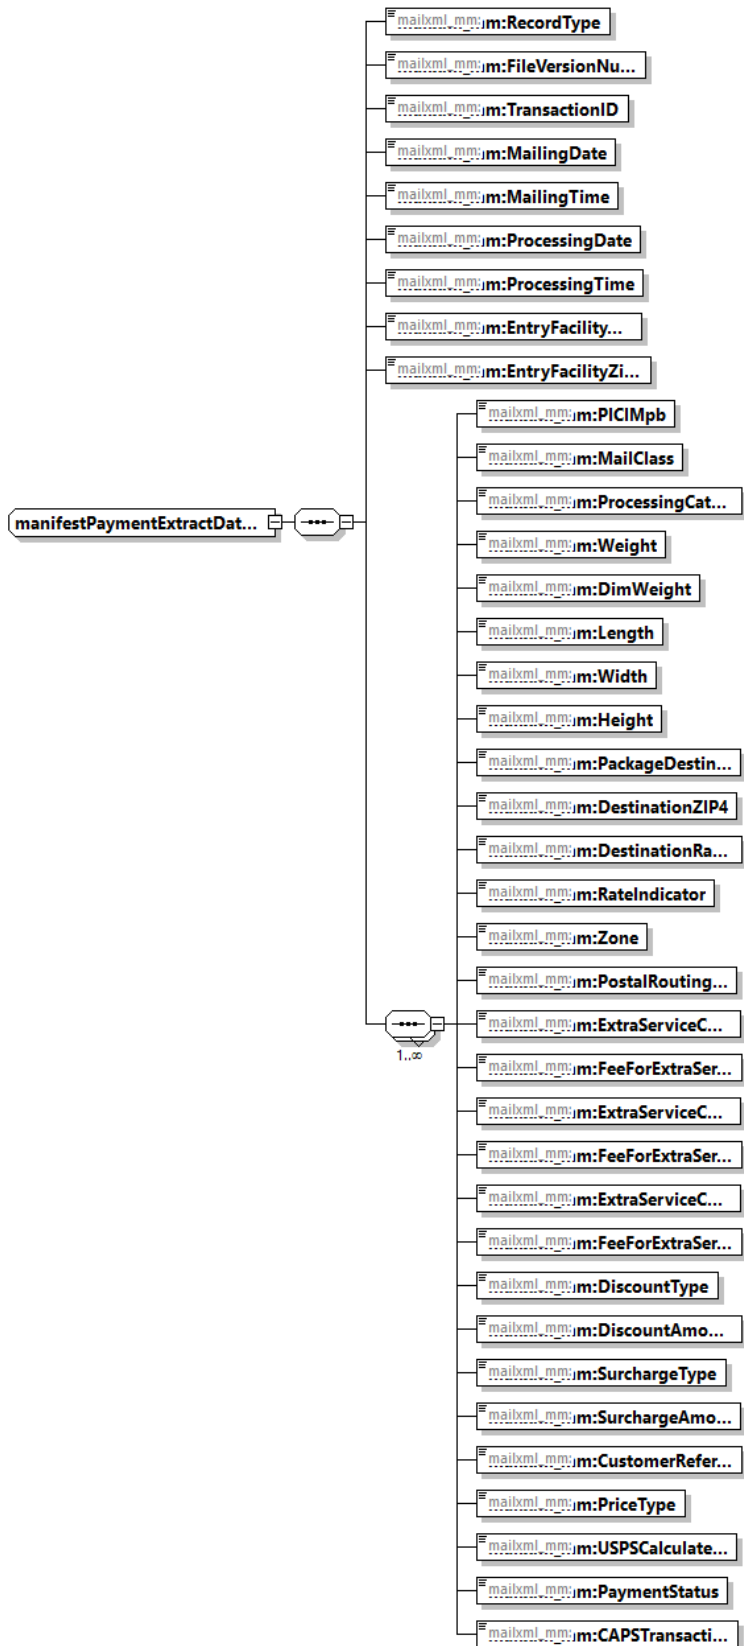 mailxml_mm:m:RecordType
mailxml_mm:m:FileVersionNu...
mailxml_mm:m:TransactionID
mailxml_mm:m:MailingDate
mailxml_mm:m:MailingTime
mailxml_mm:m:ProcessingDate
mailxml_mm:m:ProcessingTime
mailxml_mm:m:EntryFacility...
mailxml_mm:m:EntryFacilityZi...
mailxml_mm:m:PICIMpb
mailxml_mm:m:MailClass
mailxml_mm:m:ProcessingCat...
manifestPaymentExtractDat...
mailxml_mm:m:Weight
mailxml_mm:m:DimWeight
mailxml_mm:m:Length
mailxml_mm:m:Width
mailxml_mm:m:Height
mailxml_mm:m:PackageDestin...
mailxml_mm:m:DestinationZIP4
mailxml_mm:m:DestinationRa...
mailxml_mm:m:RateIndicator
mailxml_mm:m:Zone
mailxml_mm:m:PostalRouting...
mailxml_mm:m:ExtraServiceC...
1..∞
mailxml_mm:m:FeeForExtraSer...
mailxml_mm:m:ExtraServiceC...
mailxml_mm:m:FeeForExtraSer...
mailxml_mm:m:ExtraServiceC...
mailxml_mm:m:FeeForExtraSer...
mailxml_mm:m:DiscountType
mailxml_mm:m:DiscountAmo...
mailxml_mm:m:SurchargeType
mailxml_mm:m:SurchargeAmo...
mailxml_mm:m:CustomerRefer...
mailxml_mm:m:PriceType
mailxml_mm:m:USPSCalculate...
mailxml_mm:m:PaymentStatus
mailxml_mm:m:CAPSTransacti...